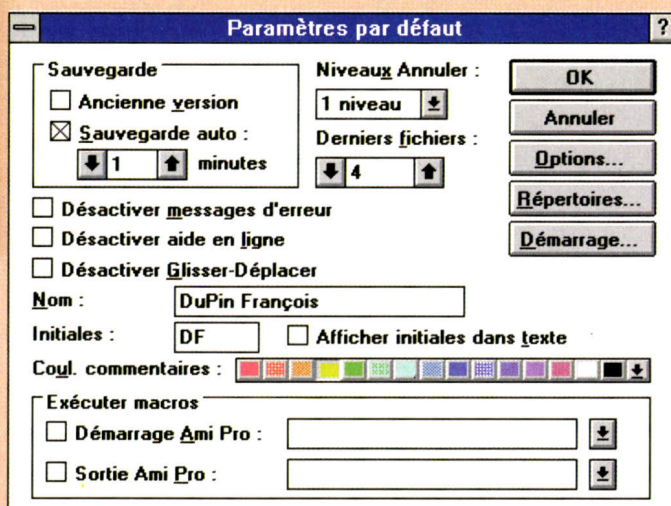 Paramètres par défaut ?
Sauvegarde
Ancienne version
Sauvegarde auto :
1 minutes
Niveaux Annuler :
1 niveau
Derniers fichiers :
4
OK
Annuler
Options...
Répertoires...
Démarrage...
Désactiver messages d'erreur
Désactiver aide en ligne
Désactiver Glisser-Déplacer
Nom : DuPin François
Initiales : DF Afficher initiales dans texte
Coul. commentaires :
Exécuter macros
Démarrage Ami Pro :
Sortie Ami Pro :